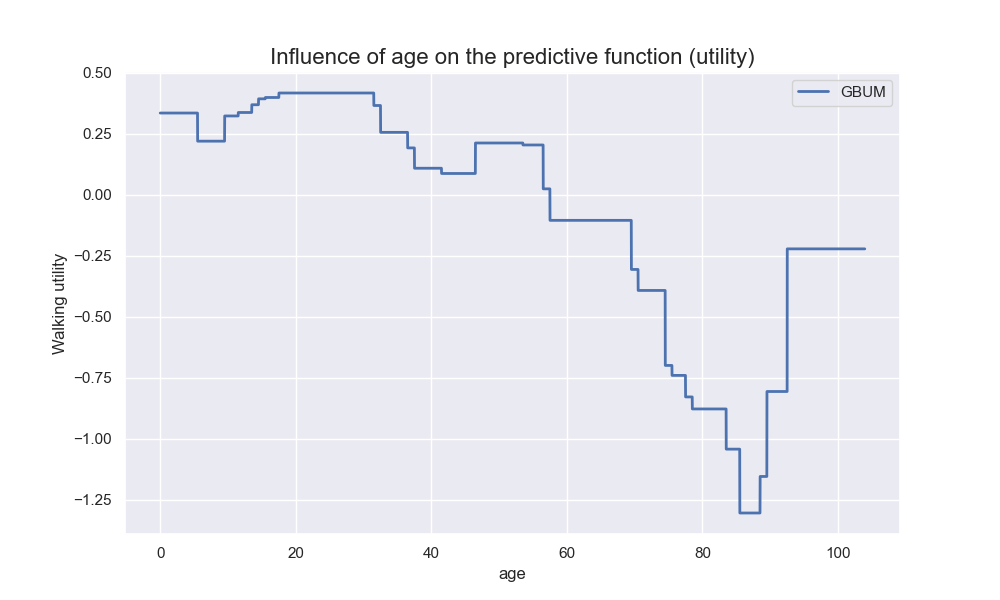 Influence of age on the predictive function (utility)
GBUM
0.50
0.25
0.00
−0.25
−0.50
−0.75
−1.00
−1.25
Walking utility
0 20 40 60 80 100
age